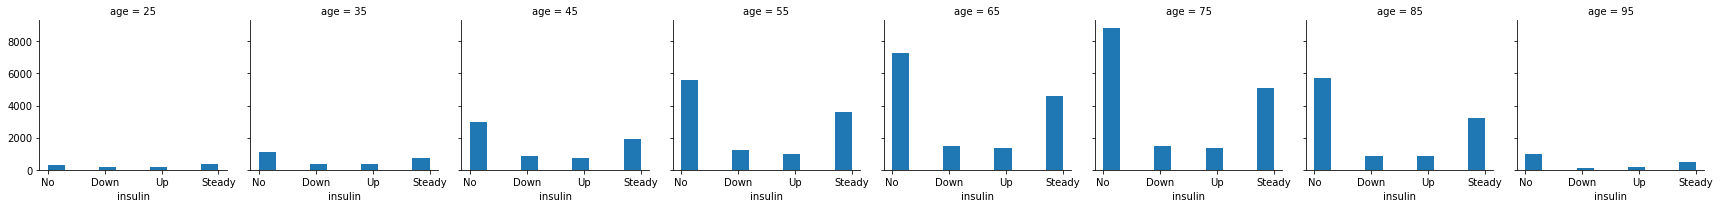 age = 25 age = 35 age = 45 age = 55 age = 65 age = 75 age = 85 age = 95
8000
6000
4000
2000
0
No Down Up Steady No Down Up Steady No Down Up Steady No Down Up Steady No Down Up Steady No Down Up Steady No Down Up Steady No Down Up Steady
insulin insulin insulin insulin insulin insulin insulin insulin